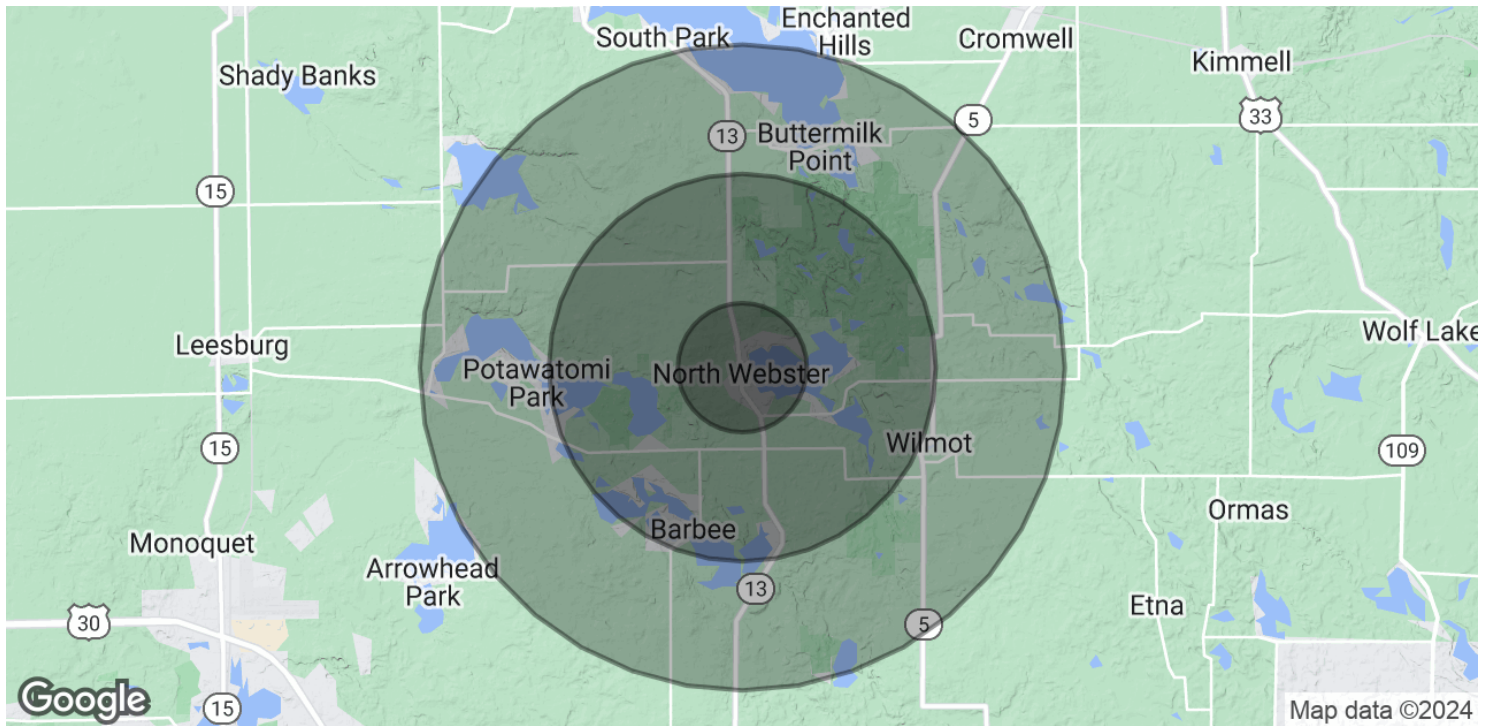 Enchanted
Hills
South Park
Cromwell
Kimmell
Shady Banks
33
5
13
Buttermilk
Point
15
Wolf Lake
Leesburg
Potawatomi
Park
North Webster
Wilmot
15
109
Ormas
Barbee
Monoquet
Arrowhead
Park
13
Etna
30
5
Google
15
Map data ©2024